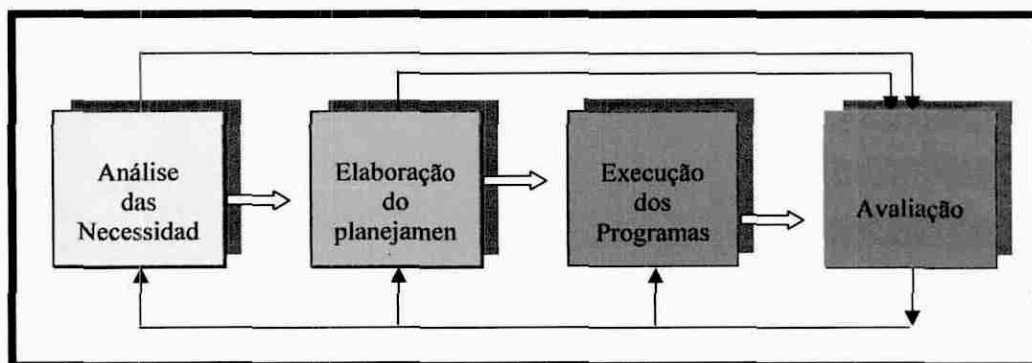 Análise
das
Necessidad
Elaboração
do
planejamen
Execução
dos
Programas
Avaliação